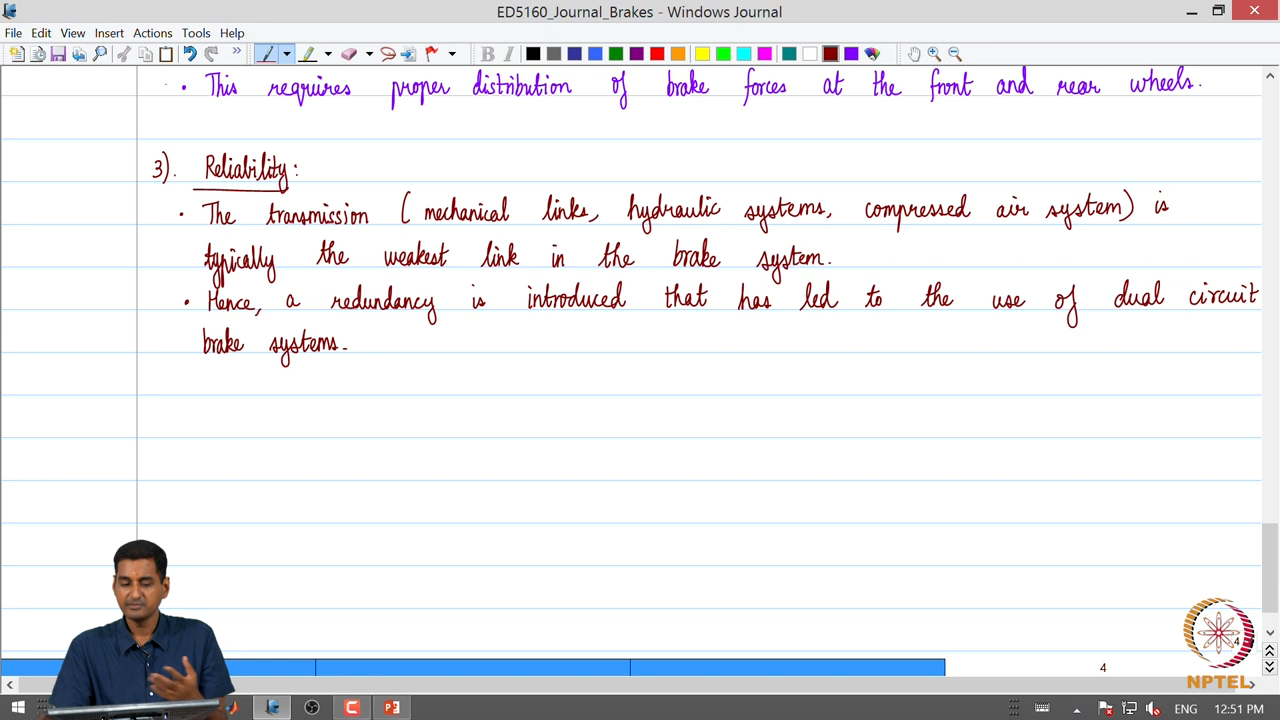 ED5160_Journal_Brakes - Windows Journal
File Edit View Insert Actions Tools Help
• This requires proper distribution of brake forces at the front and rear wheels.
3). Reliability:
• The transmission (mechanical links, hydraulic systems, compressed air system) is
typically the weakest link in the brake system.
• Hence, a redundancy is introduced that has led to the use of dual circuit
brake systems.
4
4
NPTEL
ENG 12:51 PM